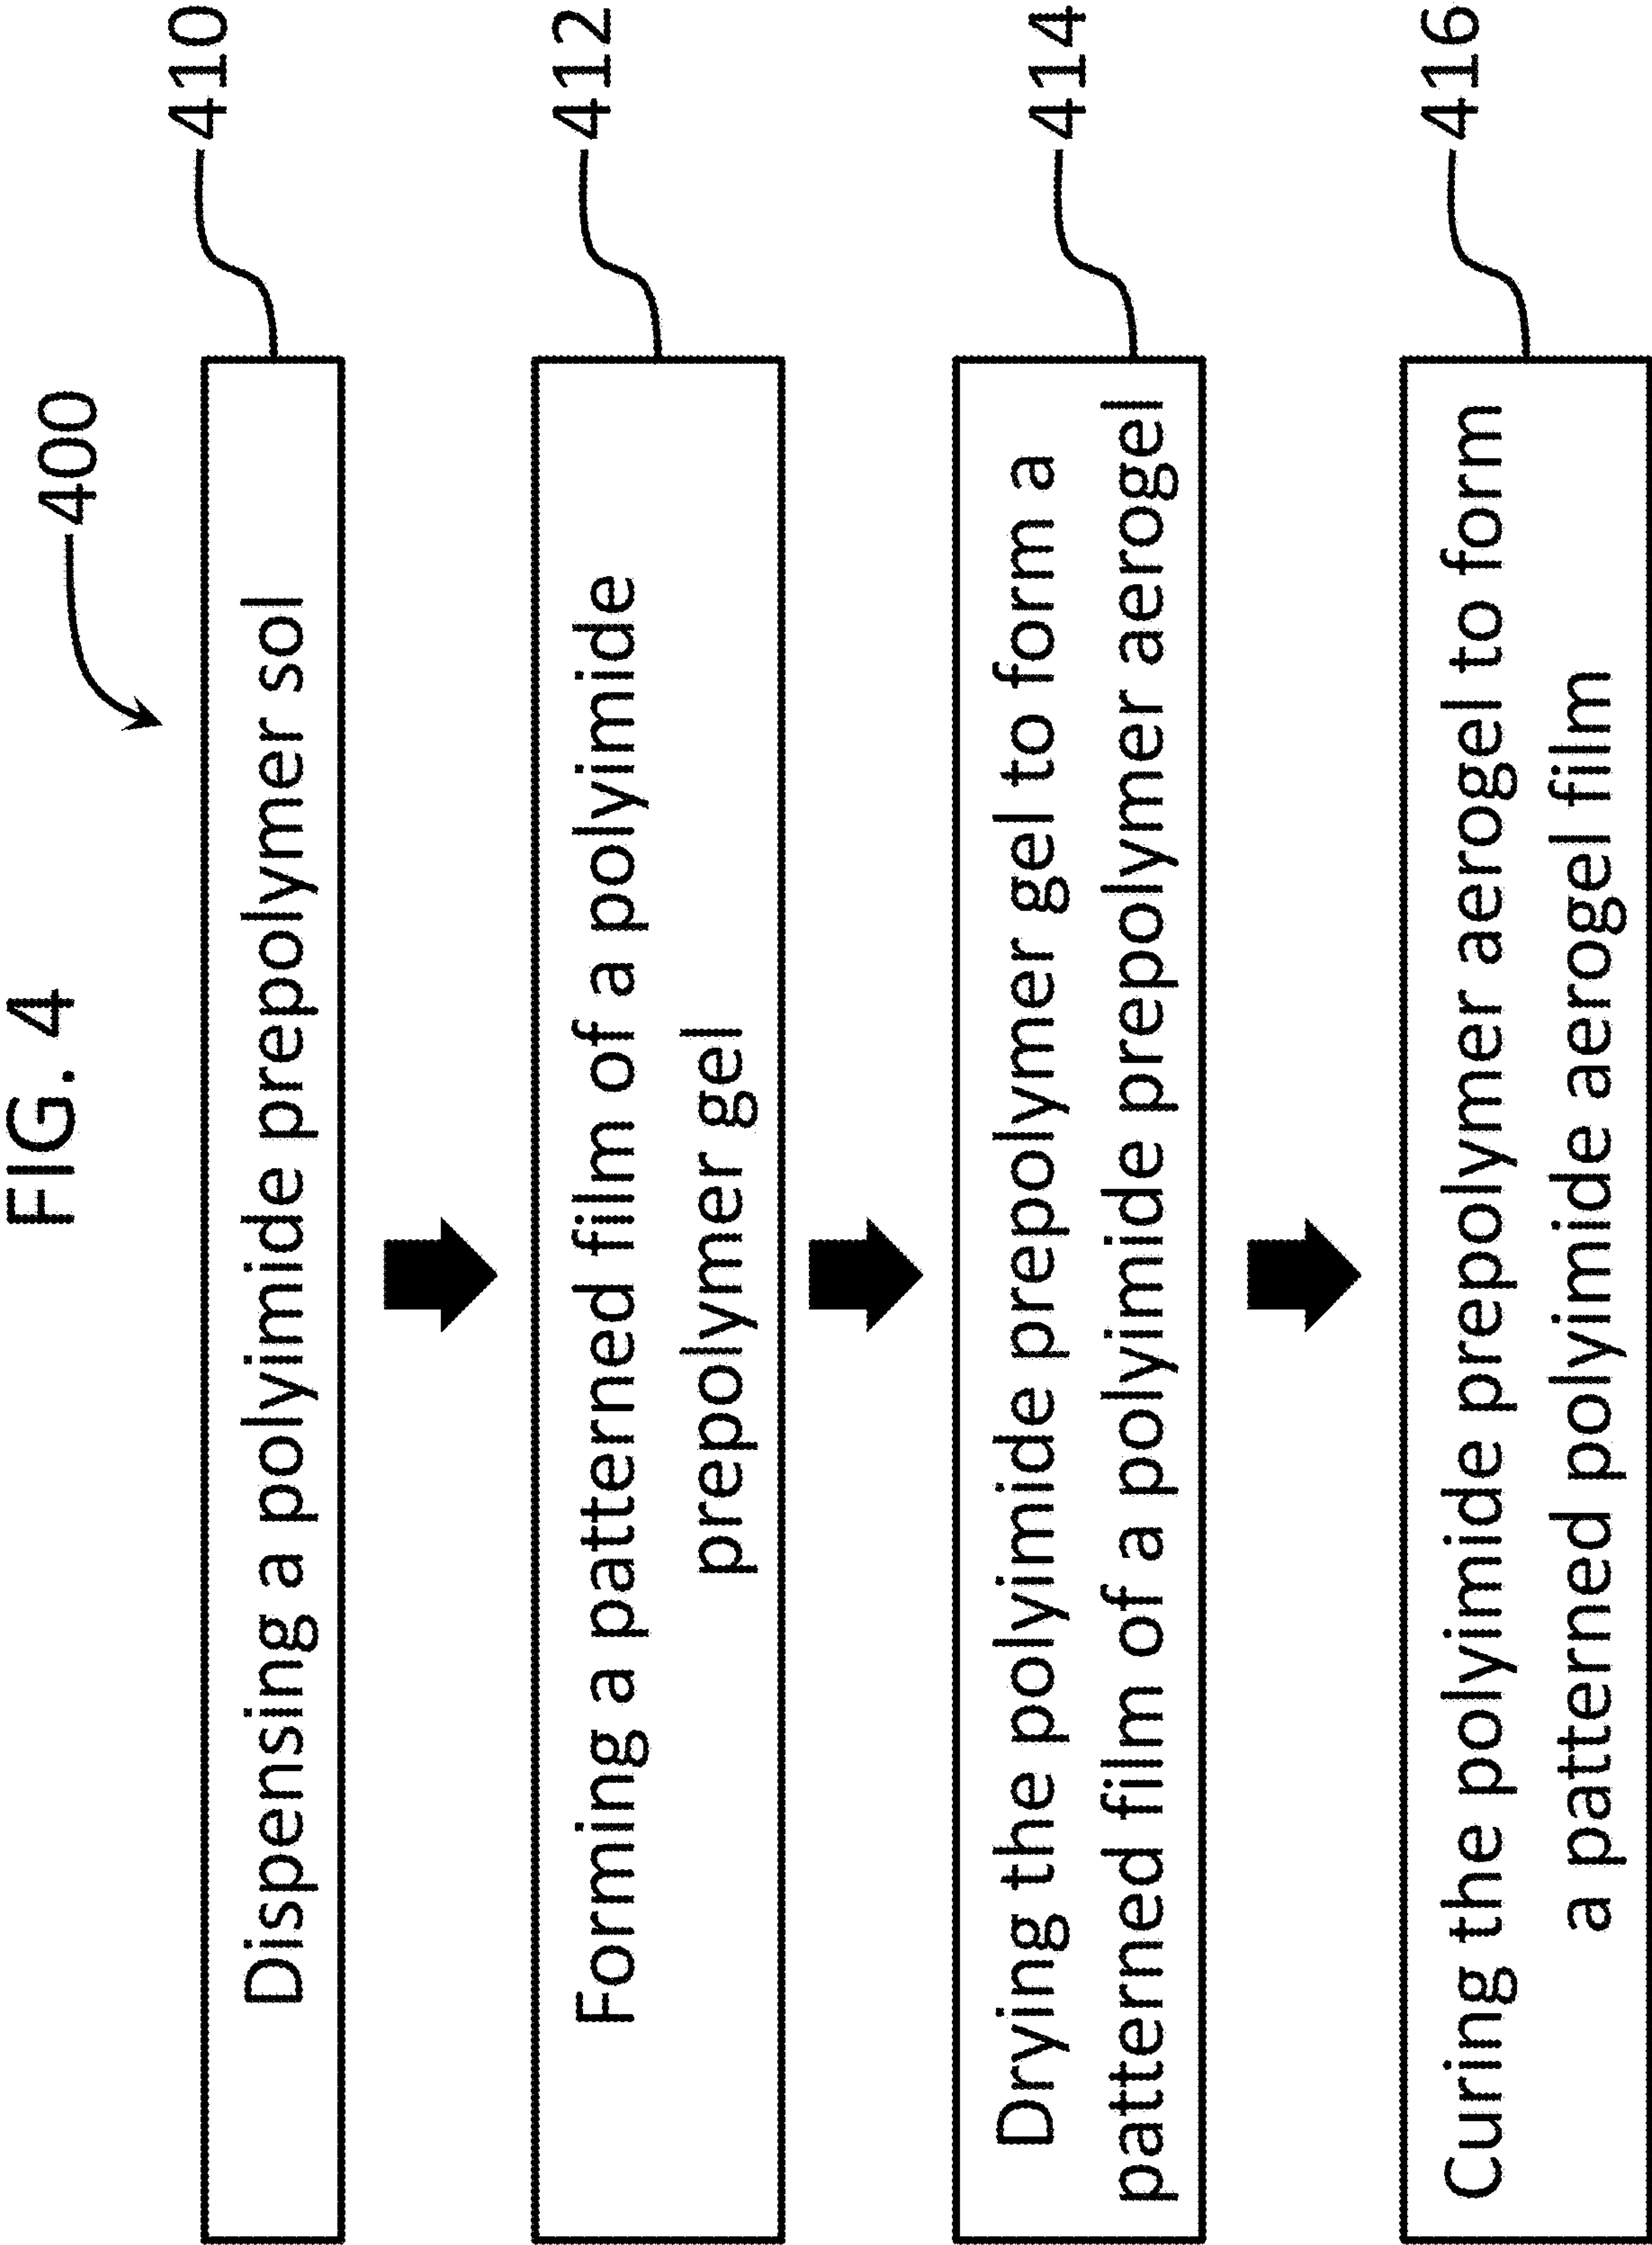 FIG. 4
400
Dispensing a polyimide prepolymer sol
410
Forming a patterned film of a polyimide
prepolymer gel
412
Drying the polyimide prepolymer gel to form a
patterned film of a polyimide prepolymer aerogel
414
Curing the polyimide prepolymer aerogel to form
a patterned polyimide aerogel film
416